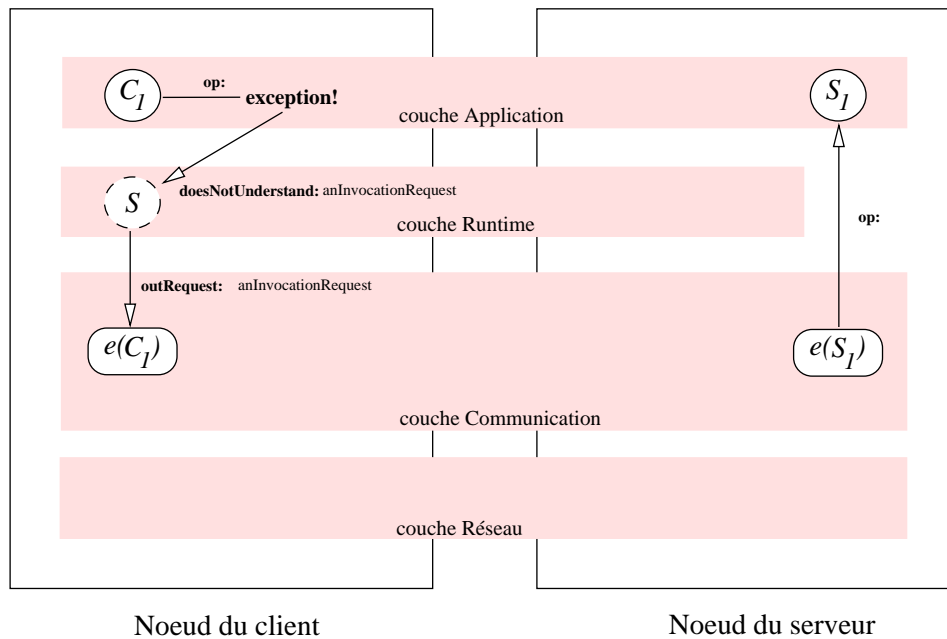 C1
op:
exception!
S1
couche Application
S
doesNotUnderstand: anInvocationRequest
couche Runtime
op:
outRequest: anInvocationRequest
e(C1)
e(S1)
couche Communication
couche Réseau
Noeud du client
Noeud du serveur